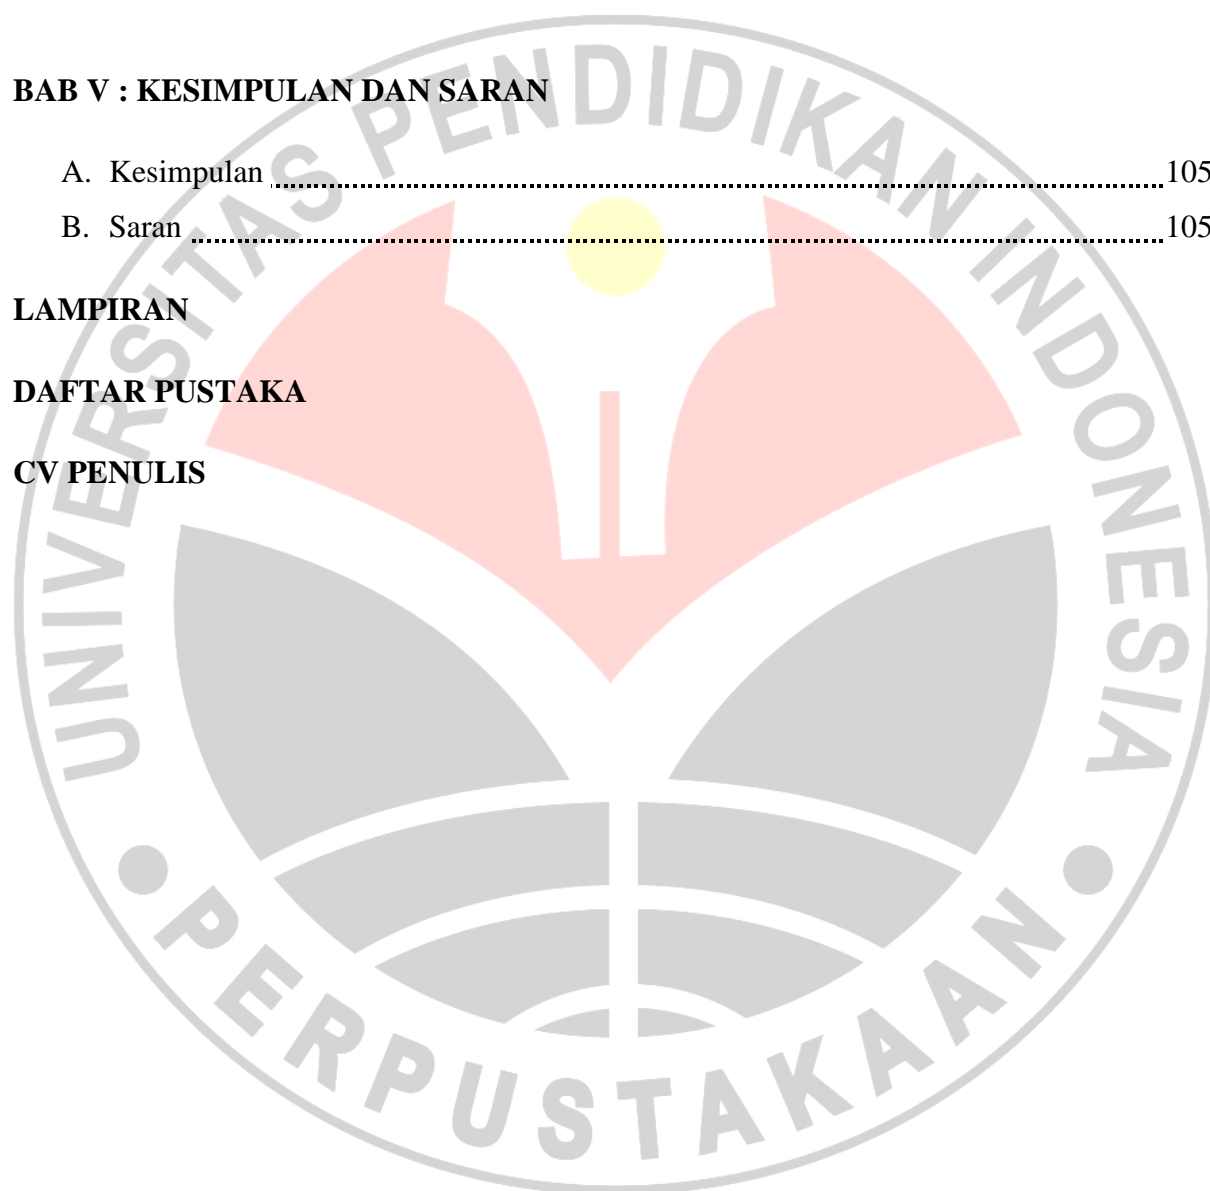 BAB V : KESIMPULAN DAN SARAN
A. Kesimpulan ........................................................................ 105
B. Saran ........................................................................ 105
LAMPIRAN
DAFTAR PUSTAKA
CV PENULIS
UNIVERSITAS PENDIDIKAN INDONESIA
PERPUSTAKAAN